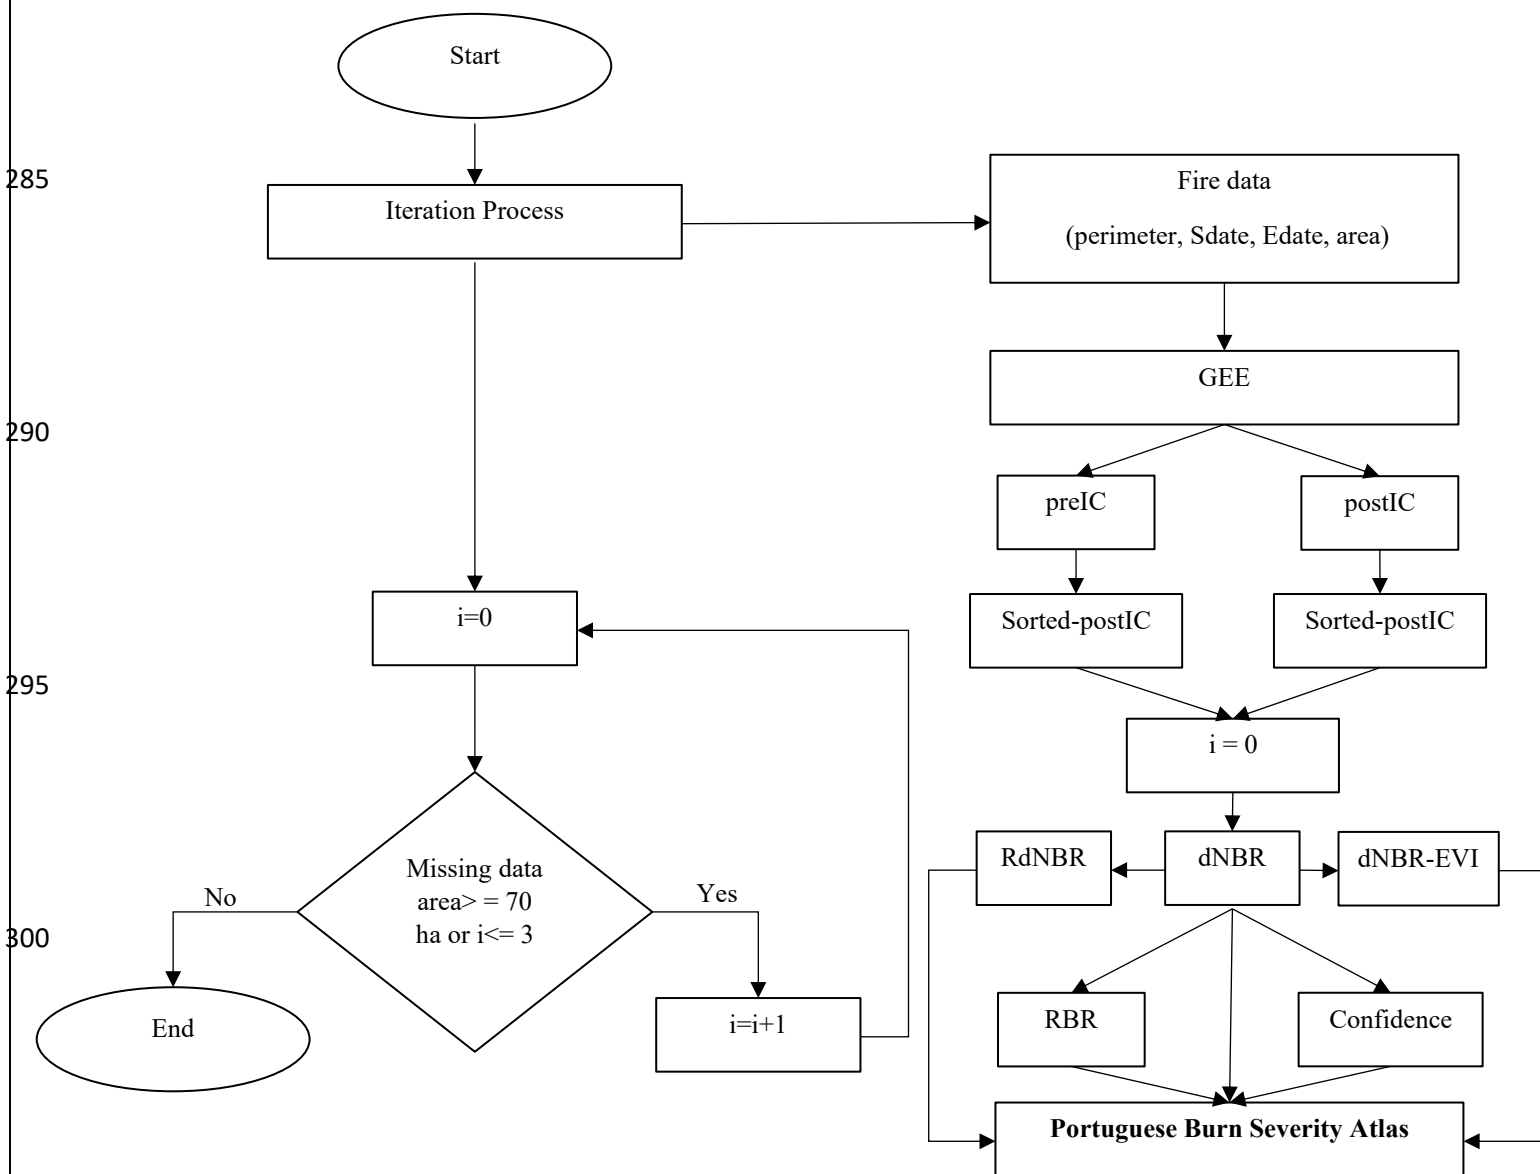 Start
285
Iteration Process
Fire data
(perimeter, Sdate, Edate, area)
GEE
290
preIC
postIC
i=0
Sorted-postIC
Sorted-postIC
295
i = 0
Missing data
area> = 70
ha or i<= 3
No
Yes
RdNBR
dNBR
dNBR-EVI
300
End
i=i+1
RBR
Confidence
Portuguese Burn Severity Atlas